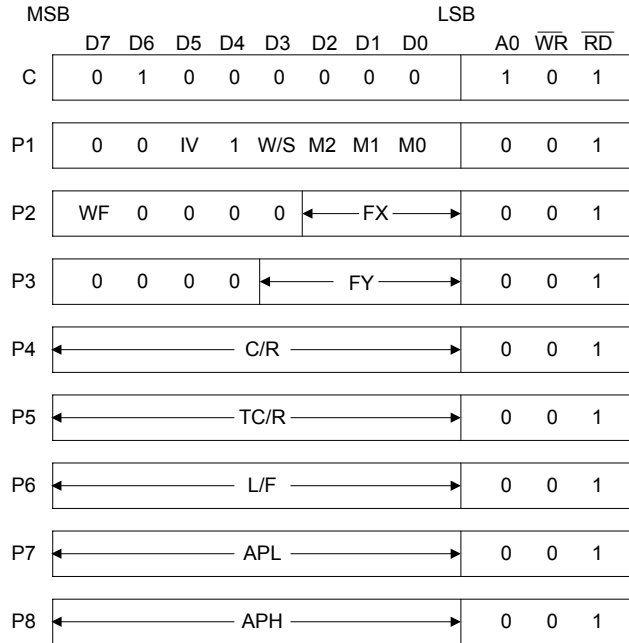 MSB LSB
D7 D6 D5 D4 D3 D2 D1 D0 A0 WR RD
C 0 1 0 0 0 0 0 0 1 0 1
P1 0 0 IV 1 W/S M2 M1 M0 0 0 1
P2 WF 0 0 0 0 FX 0 0 1
P3 0 0 0 0 FY 0 0 1
P4 C/R 0 0 1
P5 TC/R 0 0 1
P6 L/F 0 0 1
P7 APL 0 0 1
P8 APH 0 0 1